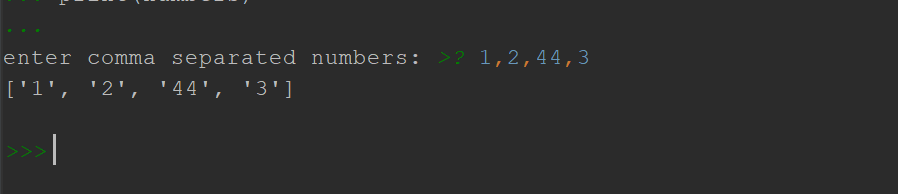 ...
enter comma separated numbers: >? 1,2,44,3
['1', '2', '44', '3']
>>>